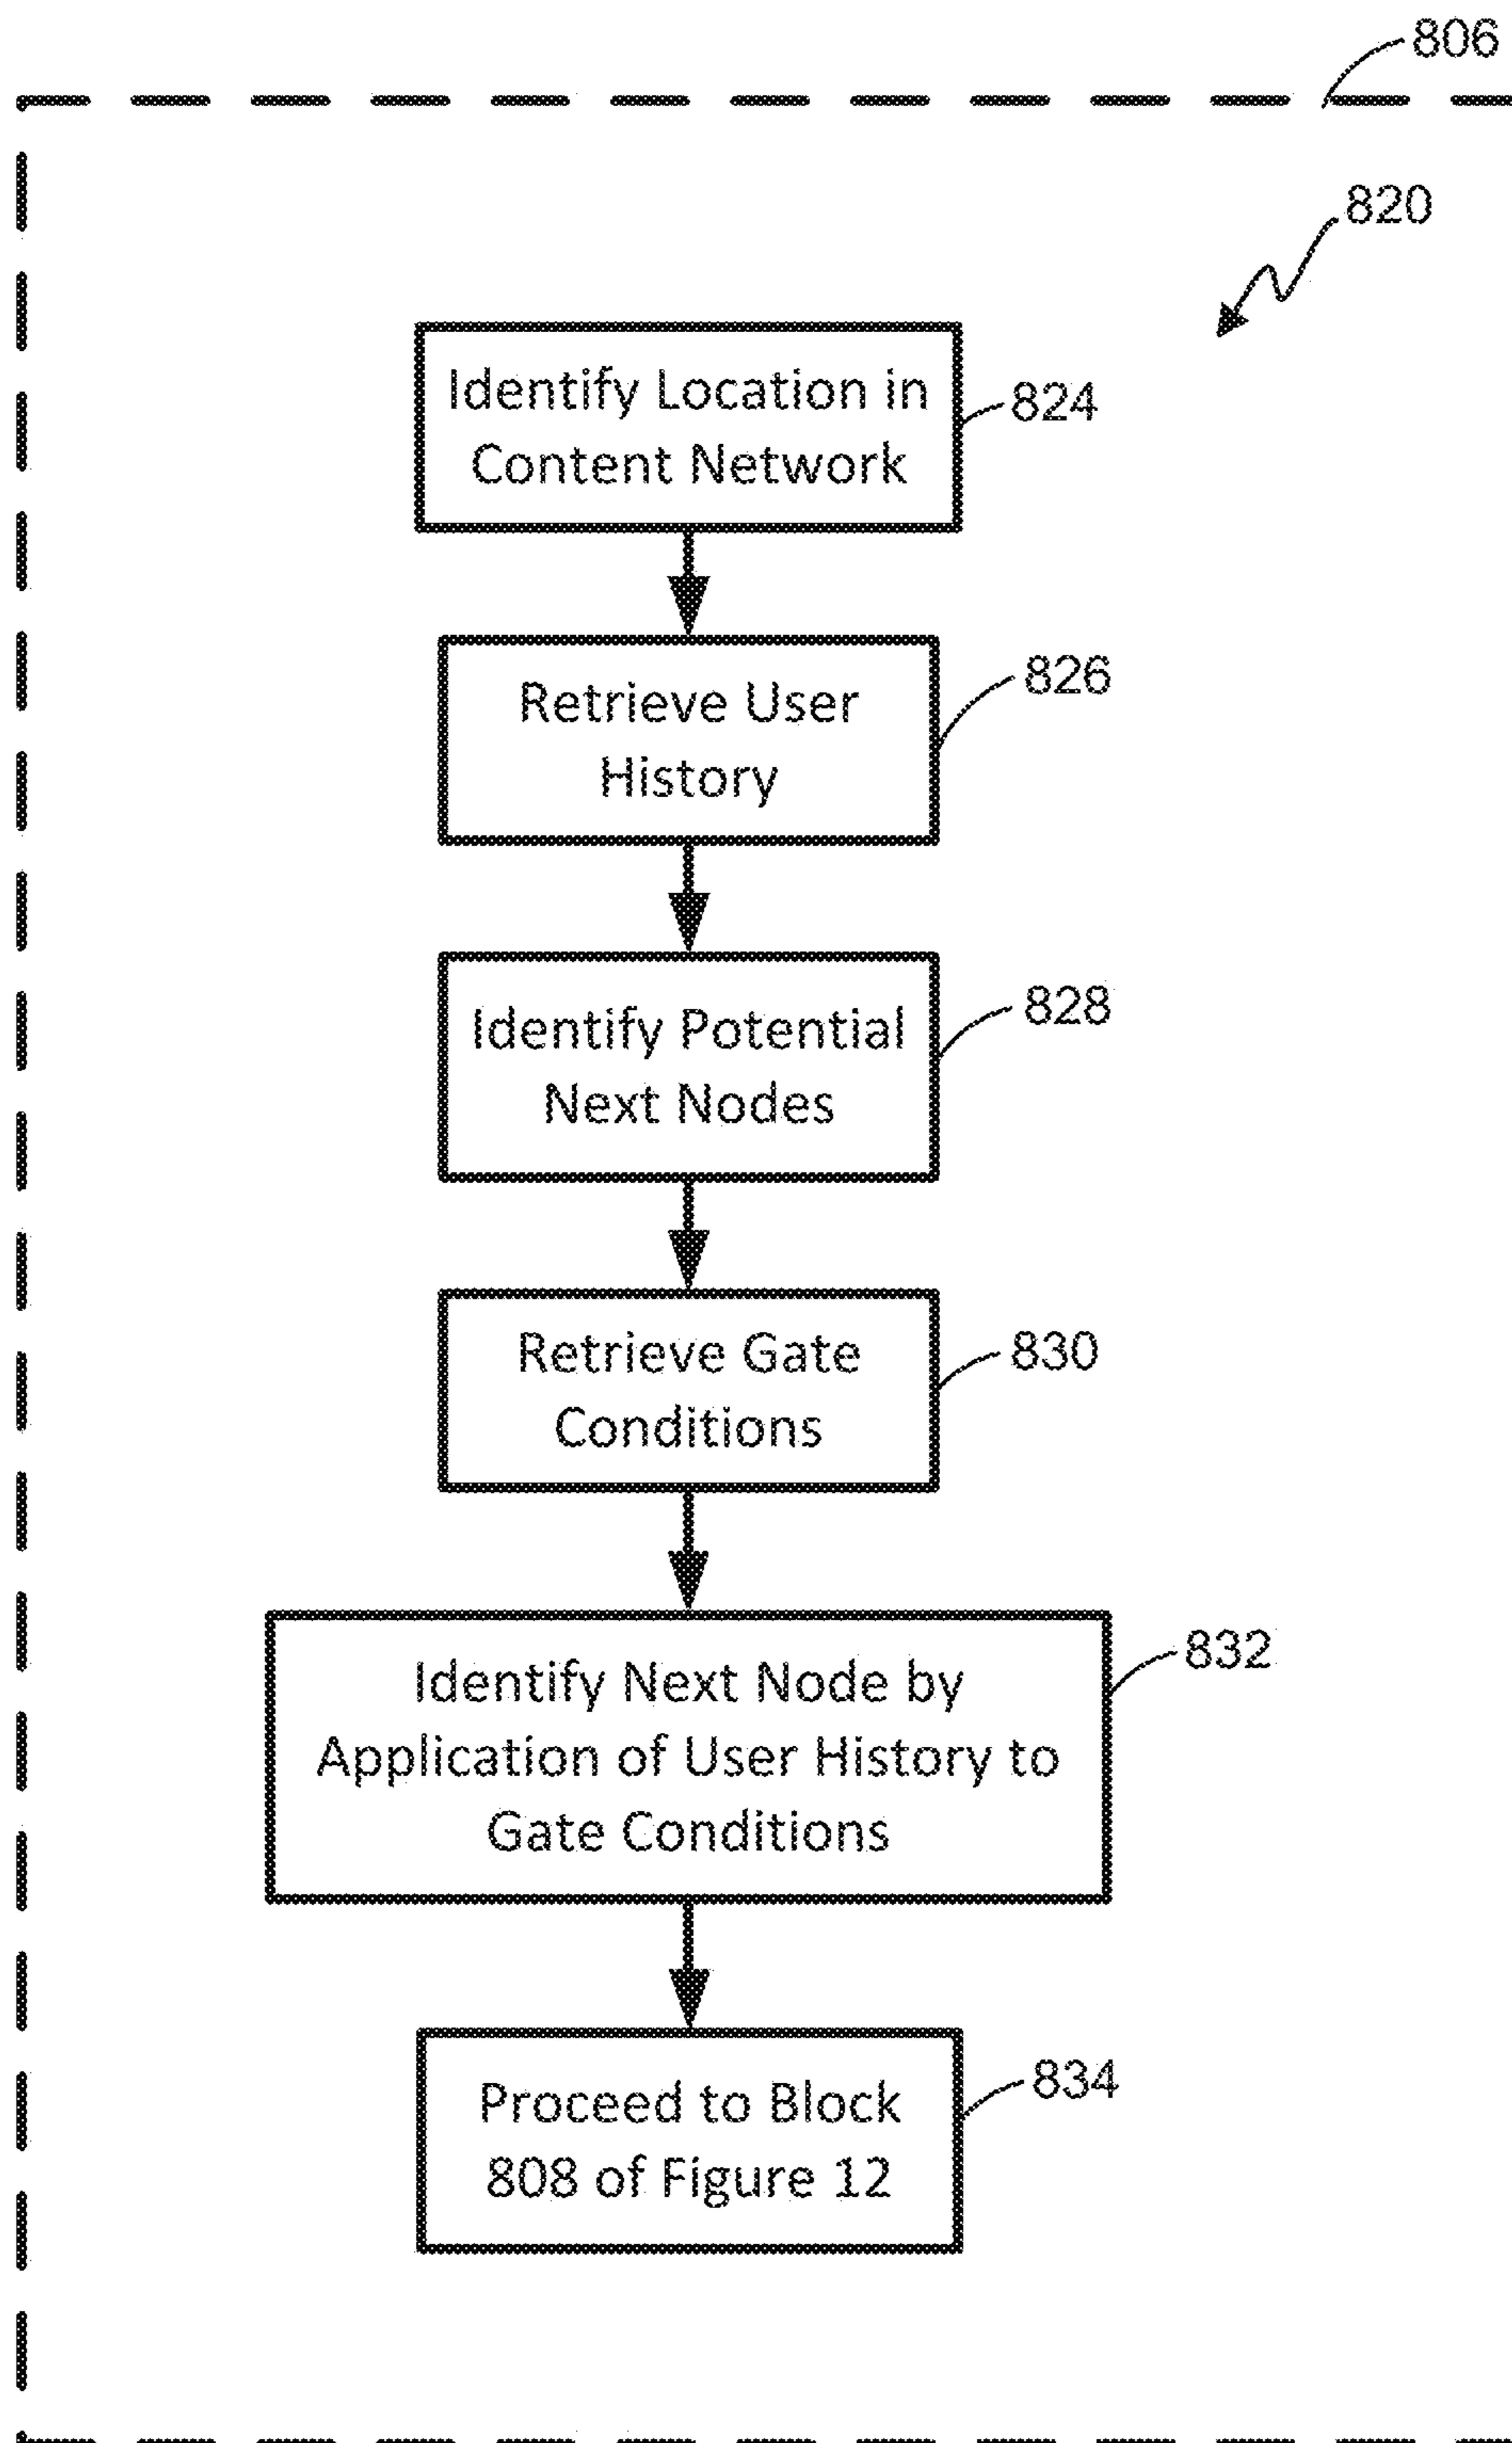 806
820
Identify Location in
Content Network
824
Retrieve User
History
826
Identify Potential
Next Nodes
828
Retrieve Gate
Conditions
830
Identify Next Node by
Application of User History to
Gate Conditions
832
Proceed to Block
808 of Figure 12
834